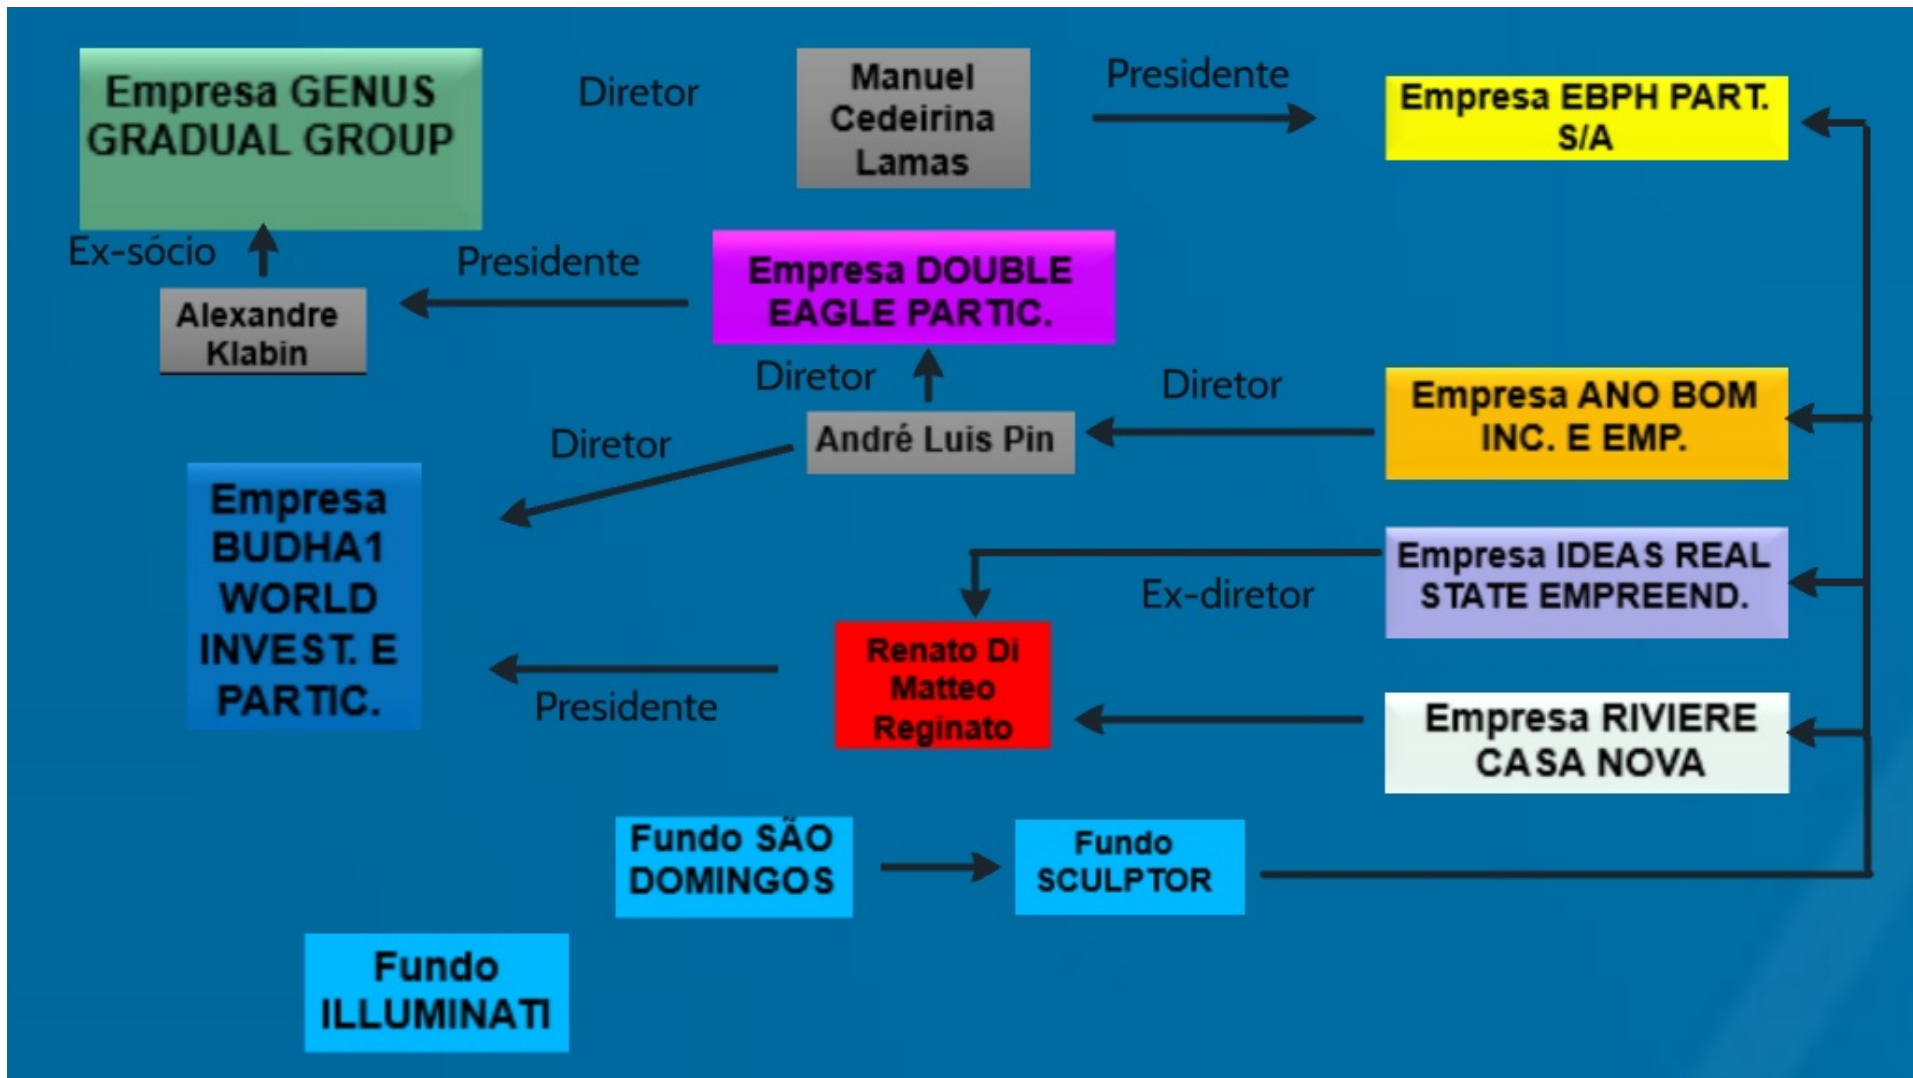 Empresa GENUS
GRADUAL GROUP
Diretor
Manuel
Cedeirina
Lamas
Presidente
Empresa EBPH PART.
S/A
Ex-sócio
Alexandre
Klabin
Presidente
Empresa DOUBLE
EAGLE PARTIC.
Diretor
André Luis Pin
Diretor
Empresa ANO BOM
INC. E EMP.
Diretor
Empresa
BUDHA1
WORLD
INVEST. E
PARTIC.
Empresa IDEAS REAL
STATE EMPREEND.
Ex-diretor
Renato Di
Matteo
Reginato
Presidente
Empresa RIVIERE
CASA NOVA
Fundo SÃO
DOMINGOS
Fundo
SCULPTOR
Fundo
ILLUMINATI